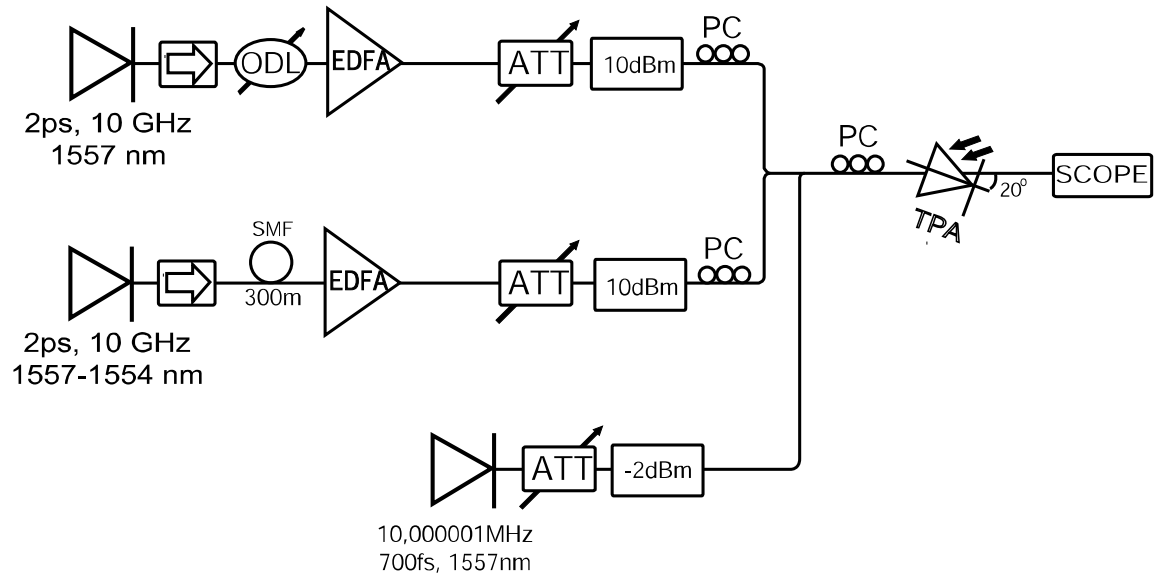 PC
ODL
EDFA
ATT
10dBm
2ps, 10 GHz
1557 nm
PC
SCOPE
20°
TPA
SMF
300m
EDFA
ATT
10dBm
PC
2ps, 10 GHz
1557-1554 nm
ATT
-2dBm
10,000001MHz
700fs, 1557nm